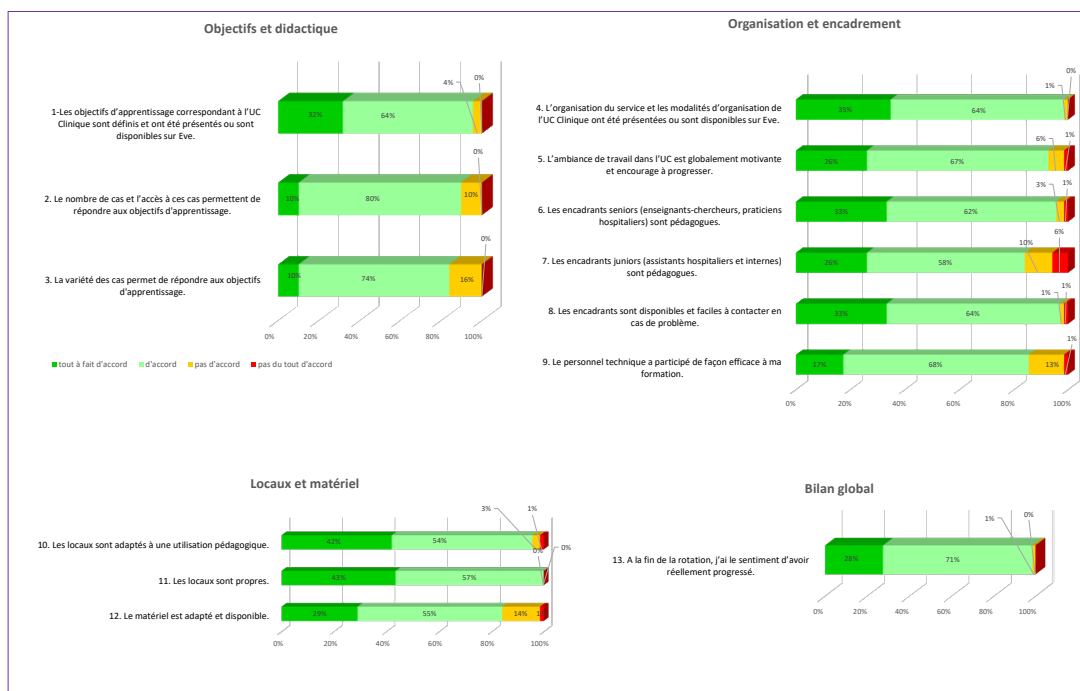 Objectifs et didactique
4%
0%
1-Les objectifs d'apprentissage correspondant à l'UC
Clinique sont définis et ont été présentés ou sont
disponibles sur Eve.
32%
64%
0%
2. Le nombre de cas et l'accès à ces cas permettent de
répondre aux objectifs d'apprentissage.
10%
80%
10%
0%
3. La variété des cas permet de répondre aux objectifs
d'apprentissage.
10%
74%
16%
0%
20%
40%
60%
80%
100%
tout à fait d'accord
d'accord
pas d'accord
pas du tout d'accord
Organisation et encadrement
0%
1%
4. L'organisation du service et les modalités d'organisation de
l'UC Clinique ont été présentées ou sont disponibles sur Eve.
35%
64%
6%
1%
5. L'ambiance de travail dans l'UC est globalement motivante
et encourage à progresser.
26%
67%
3%
1%
6. Les encadrants seniors (enseignants-chercheurs, praticiens
hospitaliers) sont pédagogues.
33%
62%
10%
6%
7. Les encadrants juniors (assistants hospitaliers et internes)
sont pédagogues.
26%
58%
1%
1%
8. Les encadrants sont disponibles et faciles à contacter en
cas de problème.
33%
64%
1%
9. Le personnel technique a participé de façon efficace à ma
formation.
17%
68%
13%
0%
20%
40%
60%
80%
100%
Locaux et matériel
3%
1%
10. Les locaux sont adaptés à une utilisation pédagogique.
42%
54%
0%
0%
11. Les locaux sont propres.
43%
57%
12. Le matériel est adapté et disponible.
29%
55%
14%
0%
20%
40%
60%
80%
100%
Bilan global
0%
1%
13. A la fin de la rotation, j'ai le sentiment d'avoir
réellement progressé.
28%
71%
0%
20%
40%
60%
80%
100%